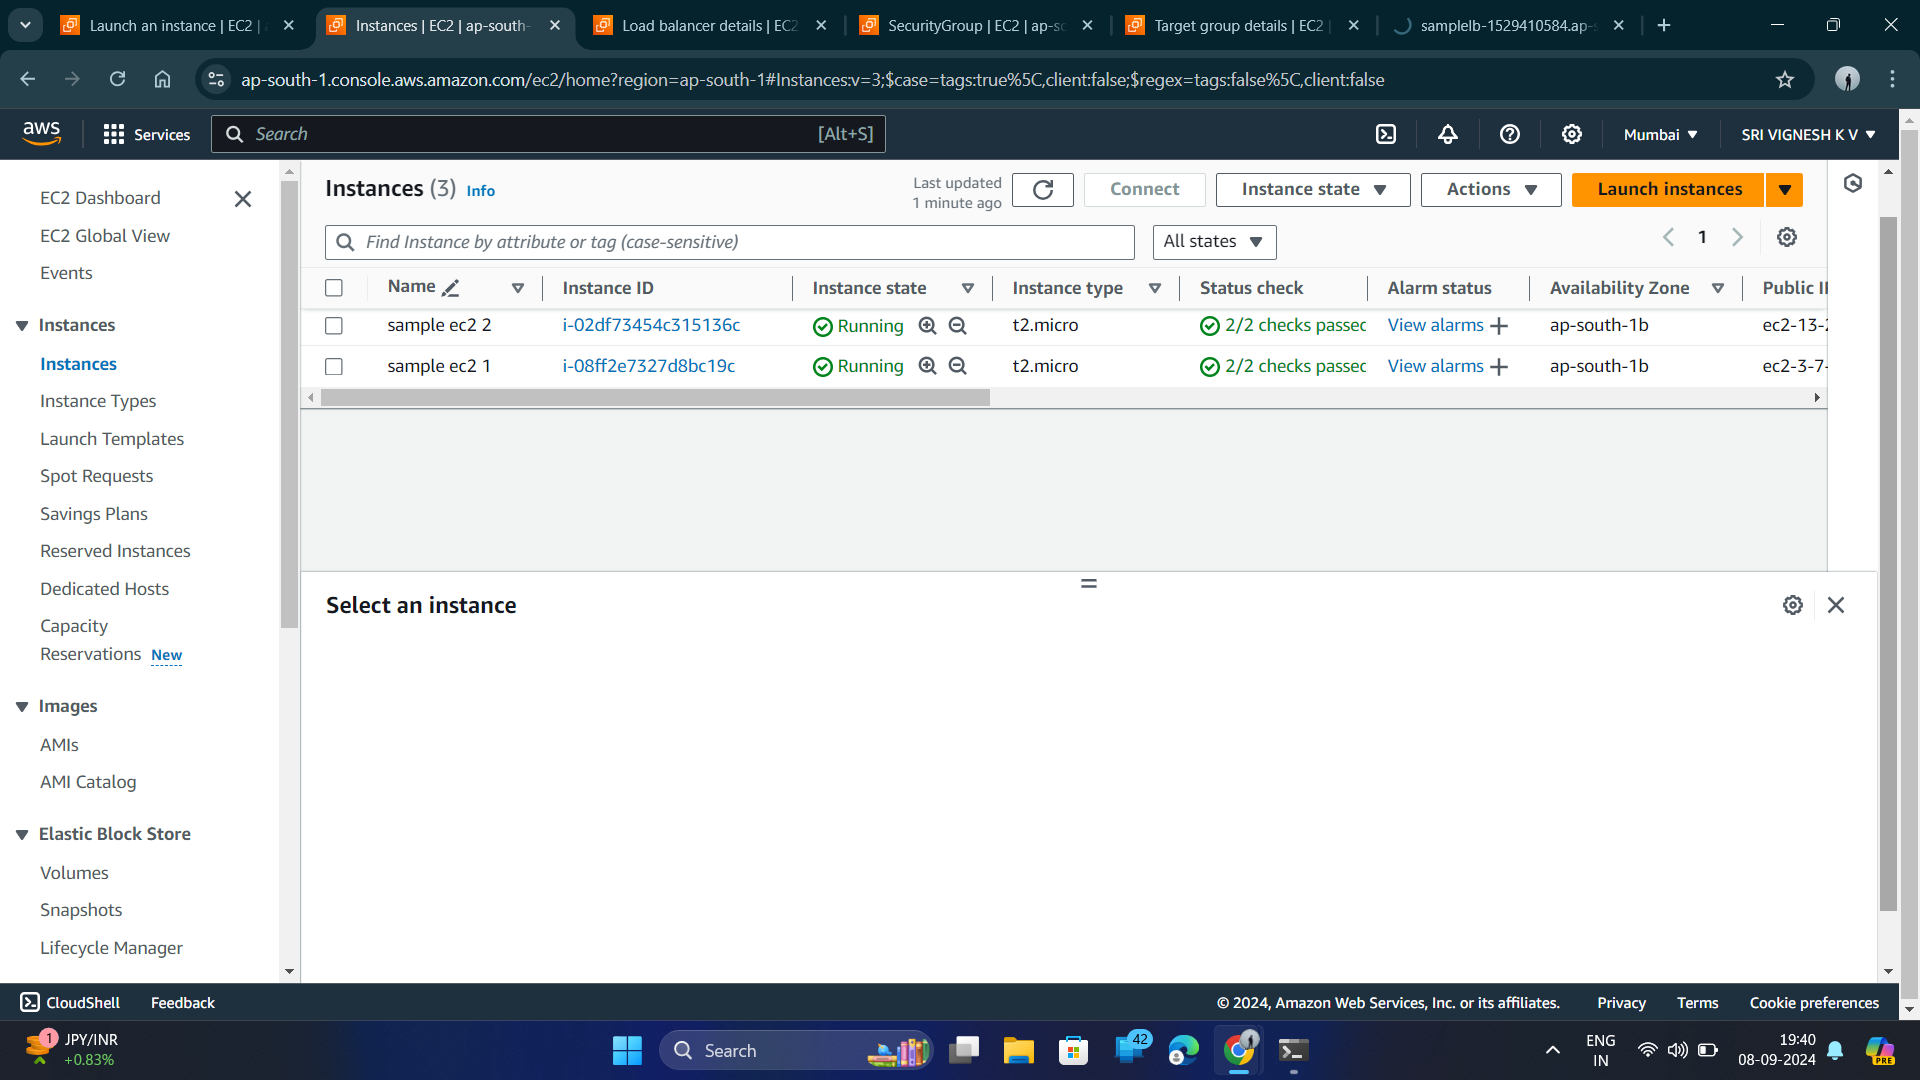 Launch an instance | EC2 |
Instances | EC2 | ap-south-
Load balancer details | EC2
SecurityGroup | EC2 | ap-so
Target group details | EC2 |
samplelb-1529410584.ap-s
ap-south-1.console.aws.amazon.com/ec2/home?region=ap-south-1#Instances:v=3;$case=tags:true%5C,client:false;$regex=tags:false%5C,client:false
aws
Services
Search
[Alt+S]
Mumbai
SRI VIGNESH K V
EC2 Dashboard
EC2 Global View
Events
Instances
Instances
Instance Types
Launch Templates
Spot Requests
Savings Plans
Reserved Instances
Dedicated Hosts
Capacity
Reservations New
Images
AMIs
AMI Catalog
Elastic Block Store
Volumes
Snapshots
Lifecycle Manager
Instances (3) Info
Last updated
1 minute ago
Connect
Instance state
Actions
Launch instances
Find Instance by attribute or tag (case-sensitive)
All states
1
Name Instance ID Instance state Instance type Status check Alarm status Availability Zone Public I
sample ec2 2 i-02df73454c315136c Running t2.micro 2/2 checks passec View alarms ap-south-1b ec2-13-2
sample ec2 1 i-08ff2e7327d8bc19c Running t2.micro 2/2 checks passec View alarms ap-south-1b ec2-3-7-
Select an instance
CloudShell
Feedback
© 2024, Amazon Web Services, Inc. or its affiliates.
Privacy
Terms
Cookie preferences
1
JPY/INR
+0.83%
Search
42
ENG
IN
19:40
08-09-2024
PRE